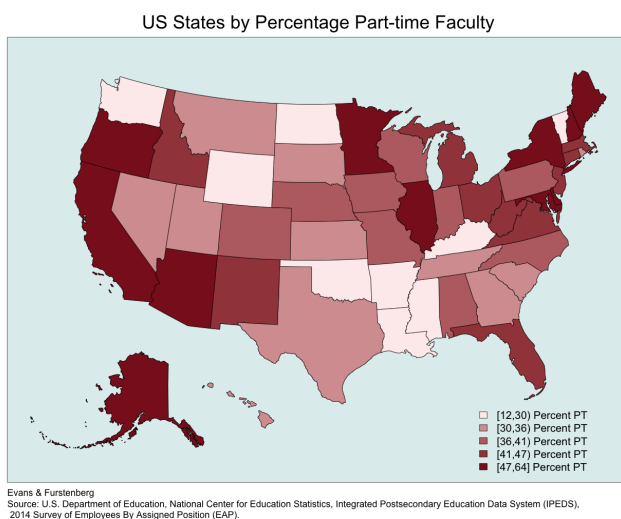 US States by Percentage Part-time Faculty
[12,30) Percent PT
[30,36) Percent PT
[36,41) Percent PT
[41,47) Percent PT
[47,64] Percent PT
Evans & Furstenberg
Source: U.S. Department of Education, National Center for Education Statistics, Integrated Postsecondary Education Data System (IPEDS),
2014 Survey of Employees By Assigned Position (EAP).